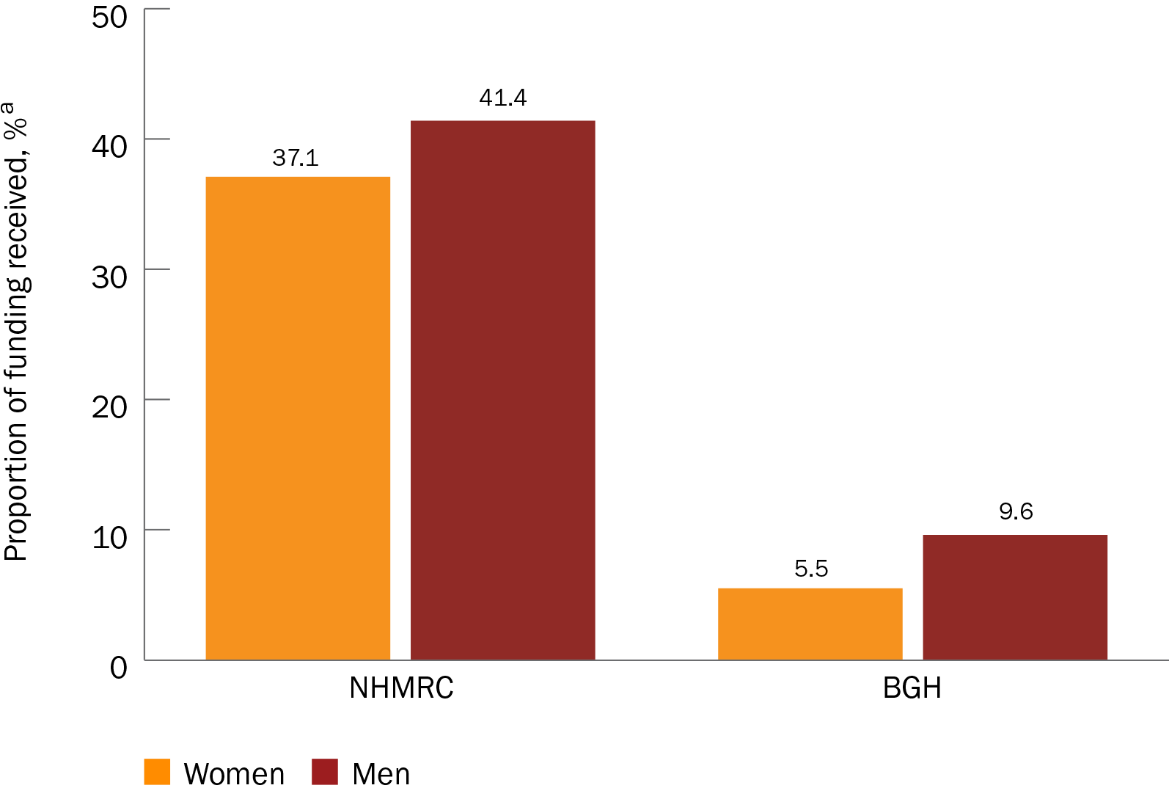 Proportion of funding received, %a
50
40
30
20
10
0
37.1
41.4
5.5
9.6
NHMRC
BGH
Women
Men